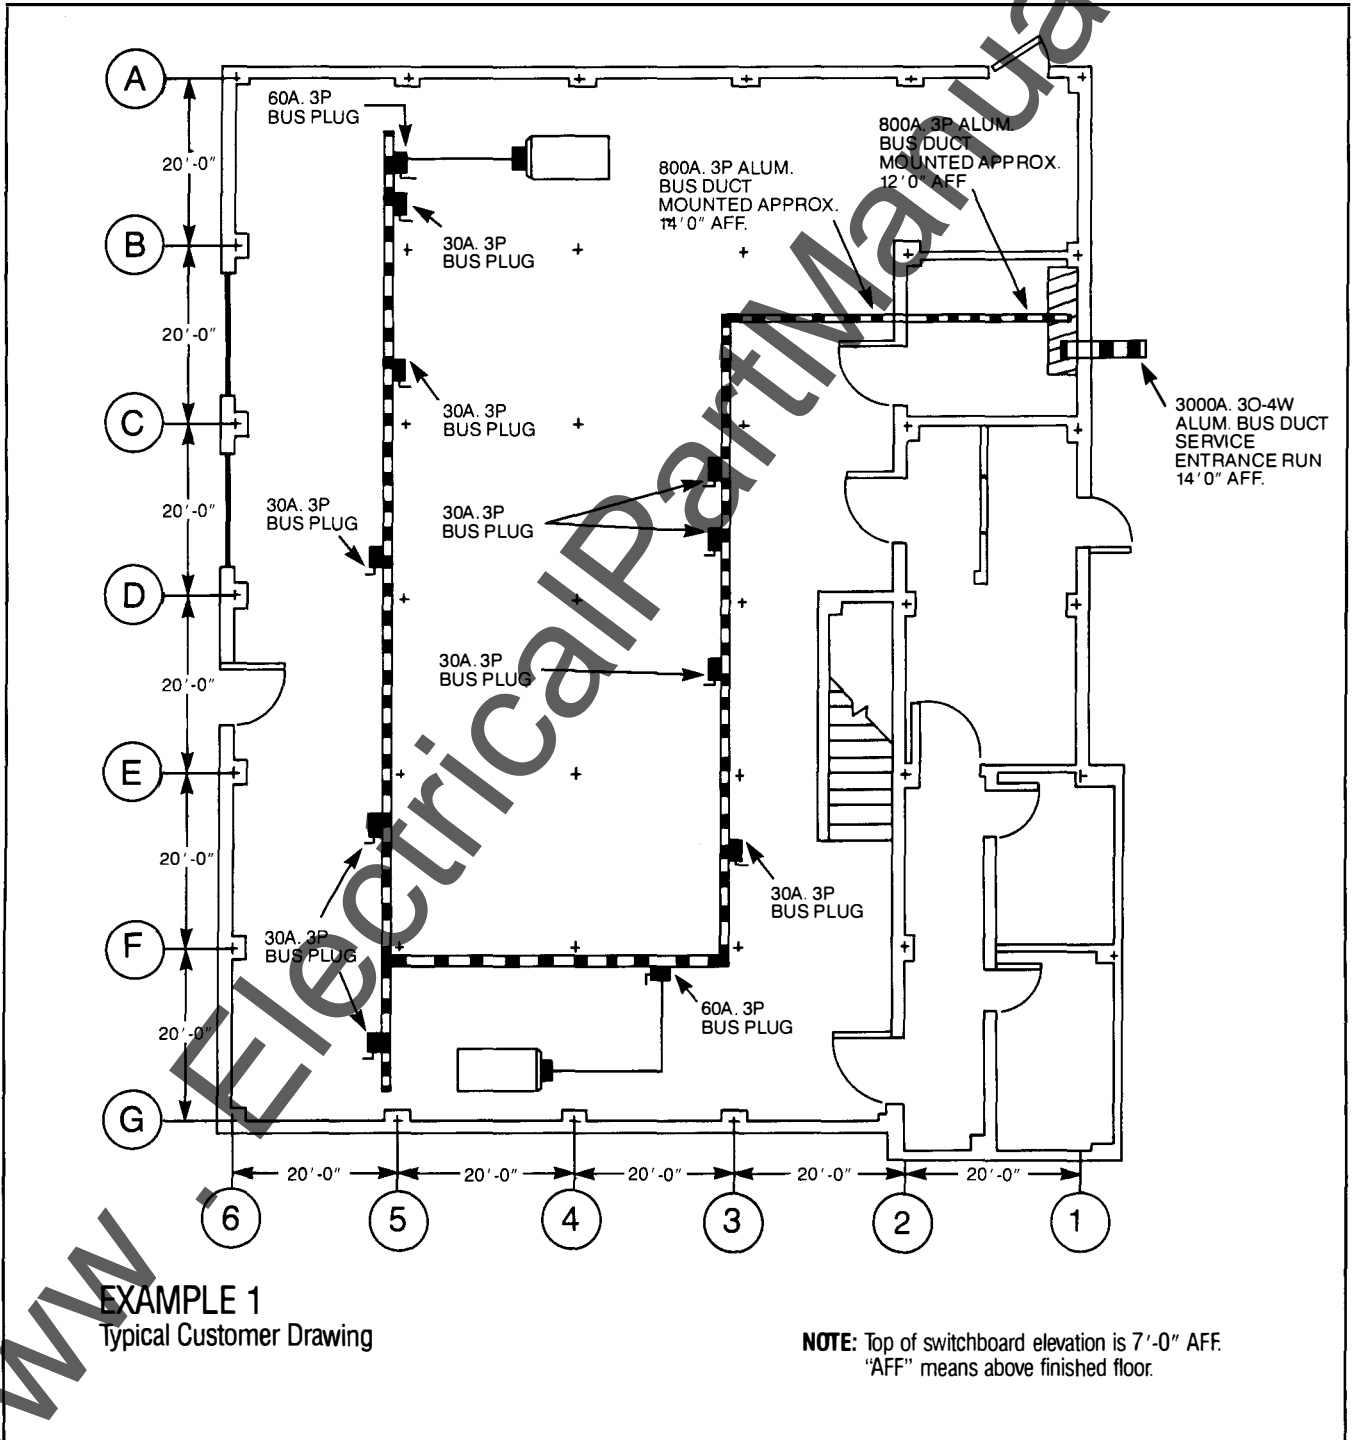 A
60A. 3P
BUS PLUG
20'-0"
800A. 3P ALUM.
BUS DUCT
MOUNTED APPROX.
14'0" AFF.
800A. 3P ALUM.
BUS DUCT
MOUNTED APPROX.
12'0" AFF
B
30A. 3P
BUS PLUG
20'-0"
C
30A. 3P
BUS PLUG
3000A. 3O-4W
ALUM. BUS DUCT
SERVICE
ENTRANCE RUN
14'0" AFF.
20'-0"
30A. 3P
BUS PLUG
30A. 3P
BUS PLUG
D
20'-0"
30A. 3P
BUS PLUG
E
20'-0"
30A. 3P
BUS PLUG
F
30A. 3P
BUS PLUG
60A. 3P
BUS PLUG
20'-0"
G
20'-0"
20'-0"
20'-0"
20'-0"
20'-0"
6
5
4
3
2
1
EXAMPLE 1
Typical Customer Drawing
NOTE: Top of switchboard elevation is 7'-0" AFF.
"AFF" means above finished floor.
ww.ElectricalPartManua